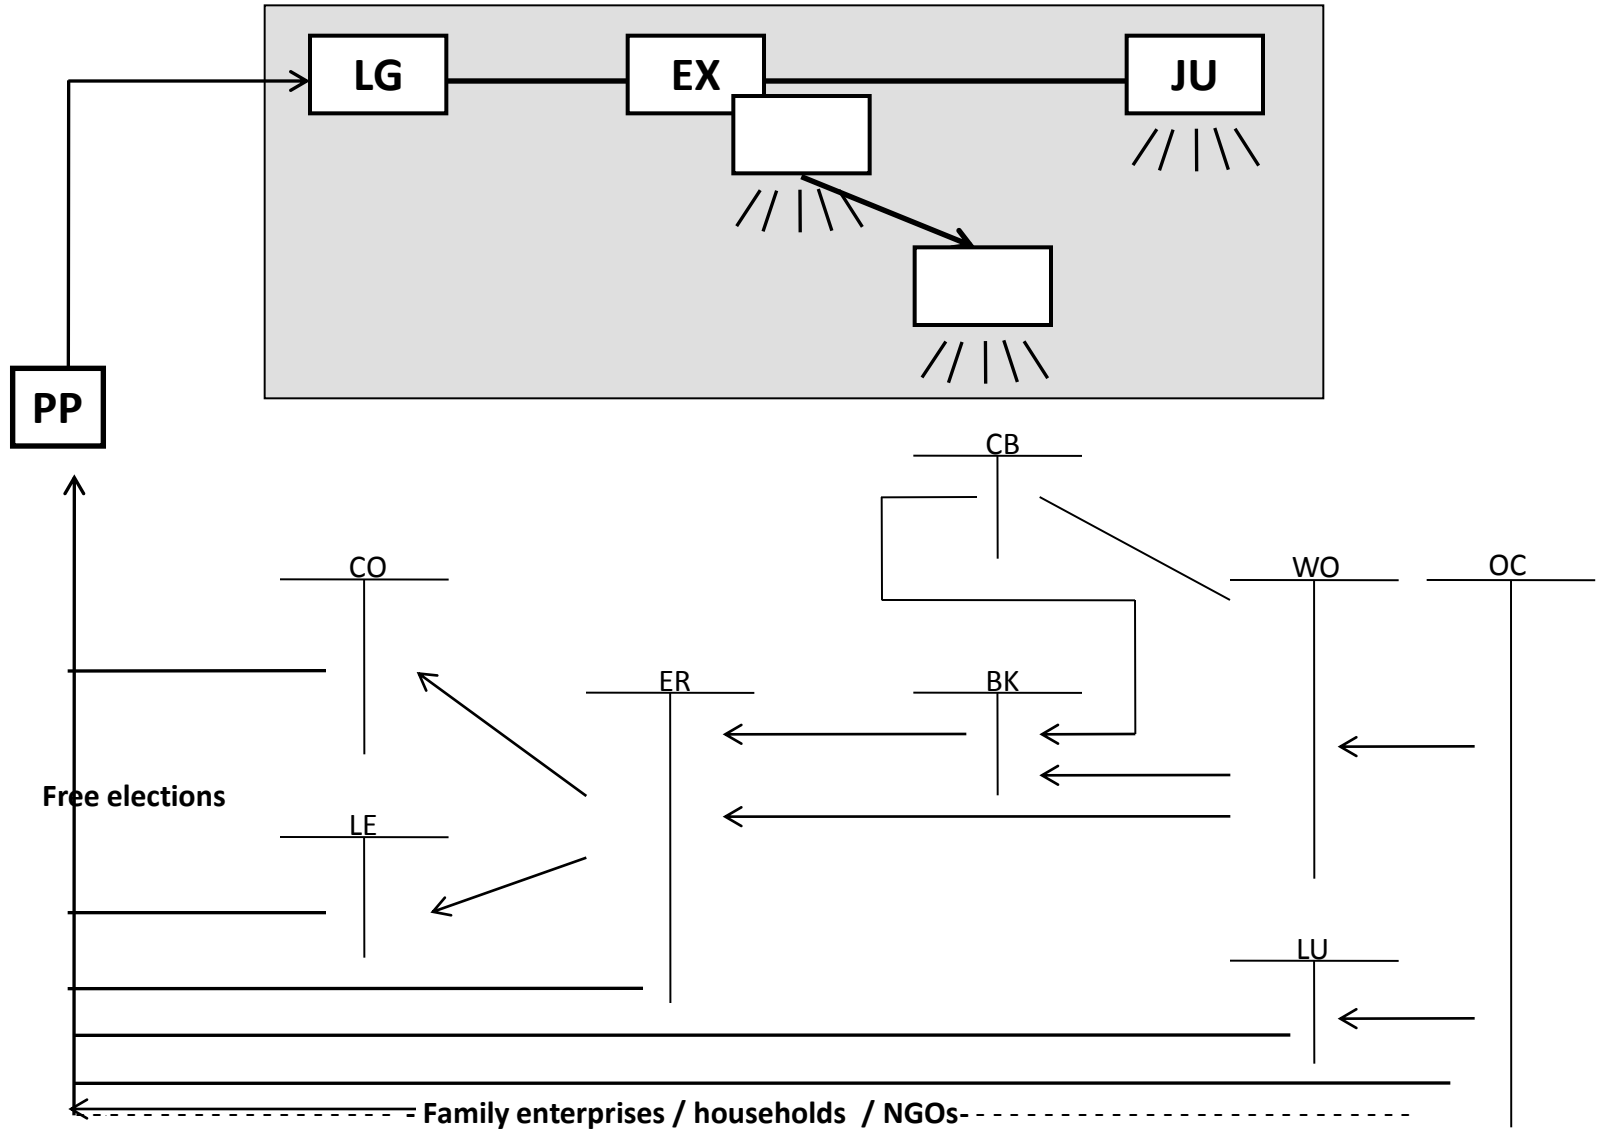 LG
EX
JU
PP
CB
CO
WO
OC
ER
BK
Free elections
LE
LU
- Family enterprises / households / NGOs-